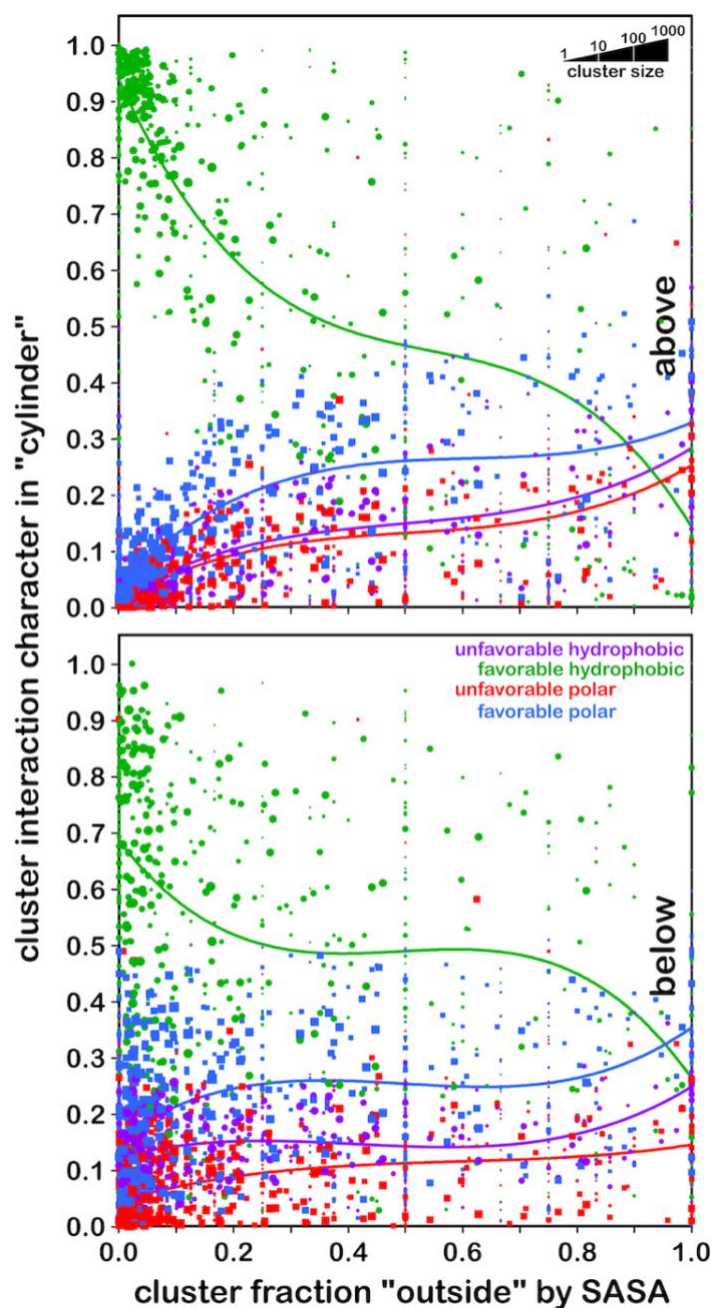 cluster interaction character in "cylinder"
1.0
0.9
0.8
0.7
0.6
0.5
0.4
0.3
0.2
0.1
0.0
1 10 100 1000
cluster size
above
1.0
0.9
0.8
0.7
0.6
0.5
0.4
0.3
0.2
0.1
0.0
unfavorable hydrophobic
favorable hydrophobic
unfavorable polar
favorable polar
below
0.0 0.2 0.4 0.6 0.8 1.0
cluster fraction "outside" by SASA